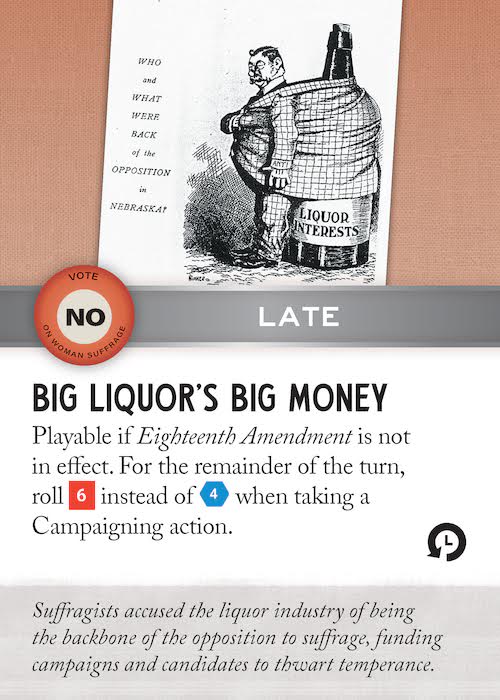 WHO
and
WHAT
WERE
BACK
of the
OPPOSITION
in
NEBRASKA?
ANTI
LIQUOR
INTERESTS
VOTE
NO
ON WOMAN SUFFRAGE
LATE
BIG LIQUOR'S BIG MONEY
Playable if Eighteenth Amendment is not
in effect. For the remainder of the turn,
roll 6 instead of 4 when taking a
Campaigning action.
Suffragists accused the liquor industry of being
the backbone of the opposition to suffrage, funding
campaigns and candidates to thwart temperance.